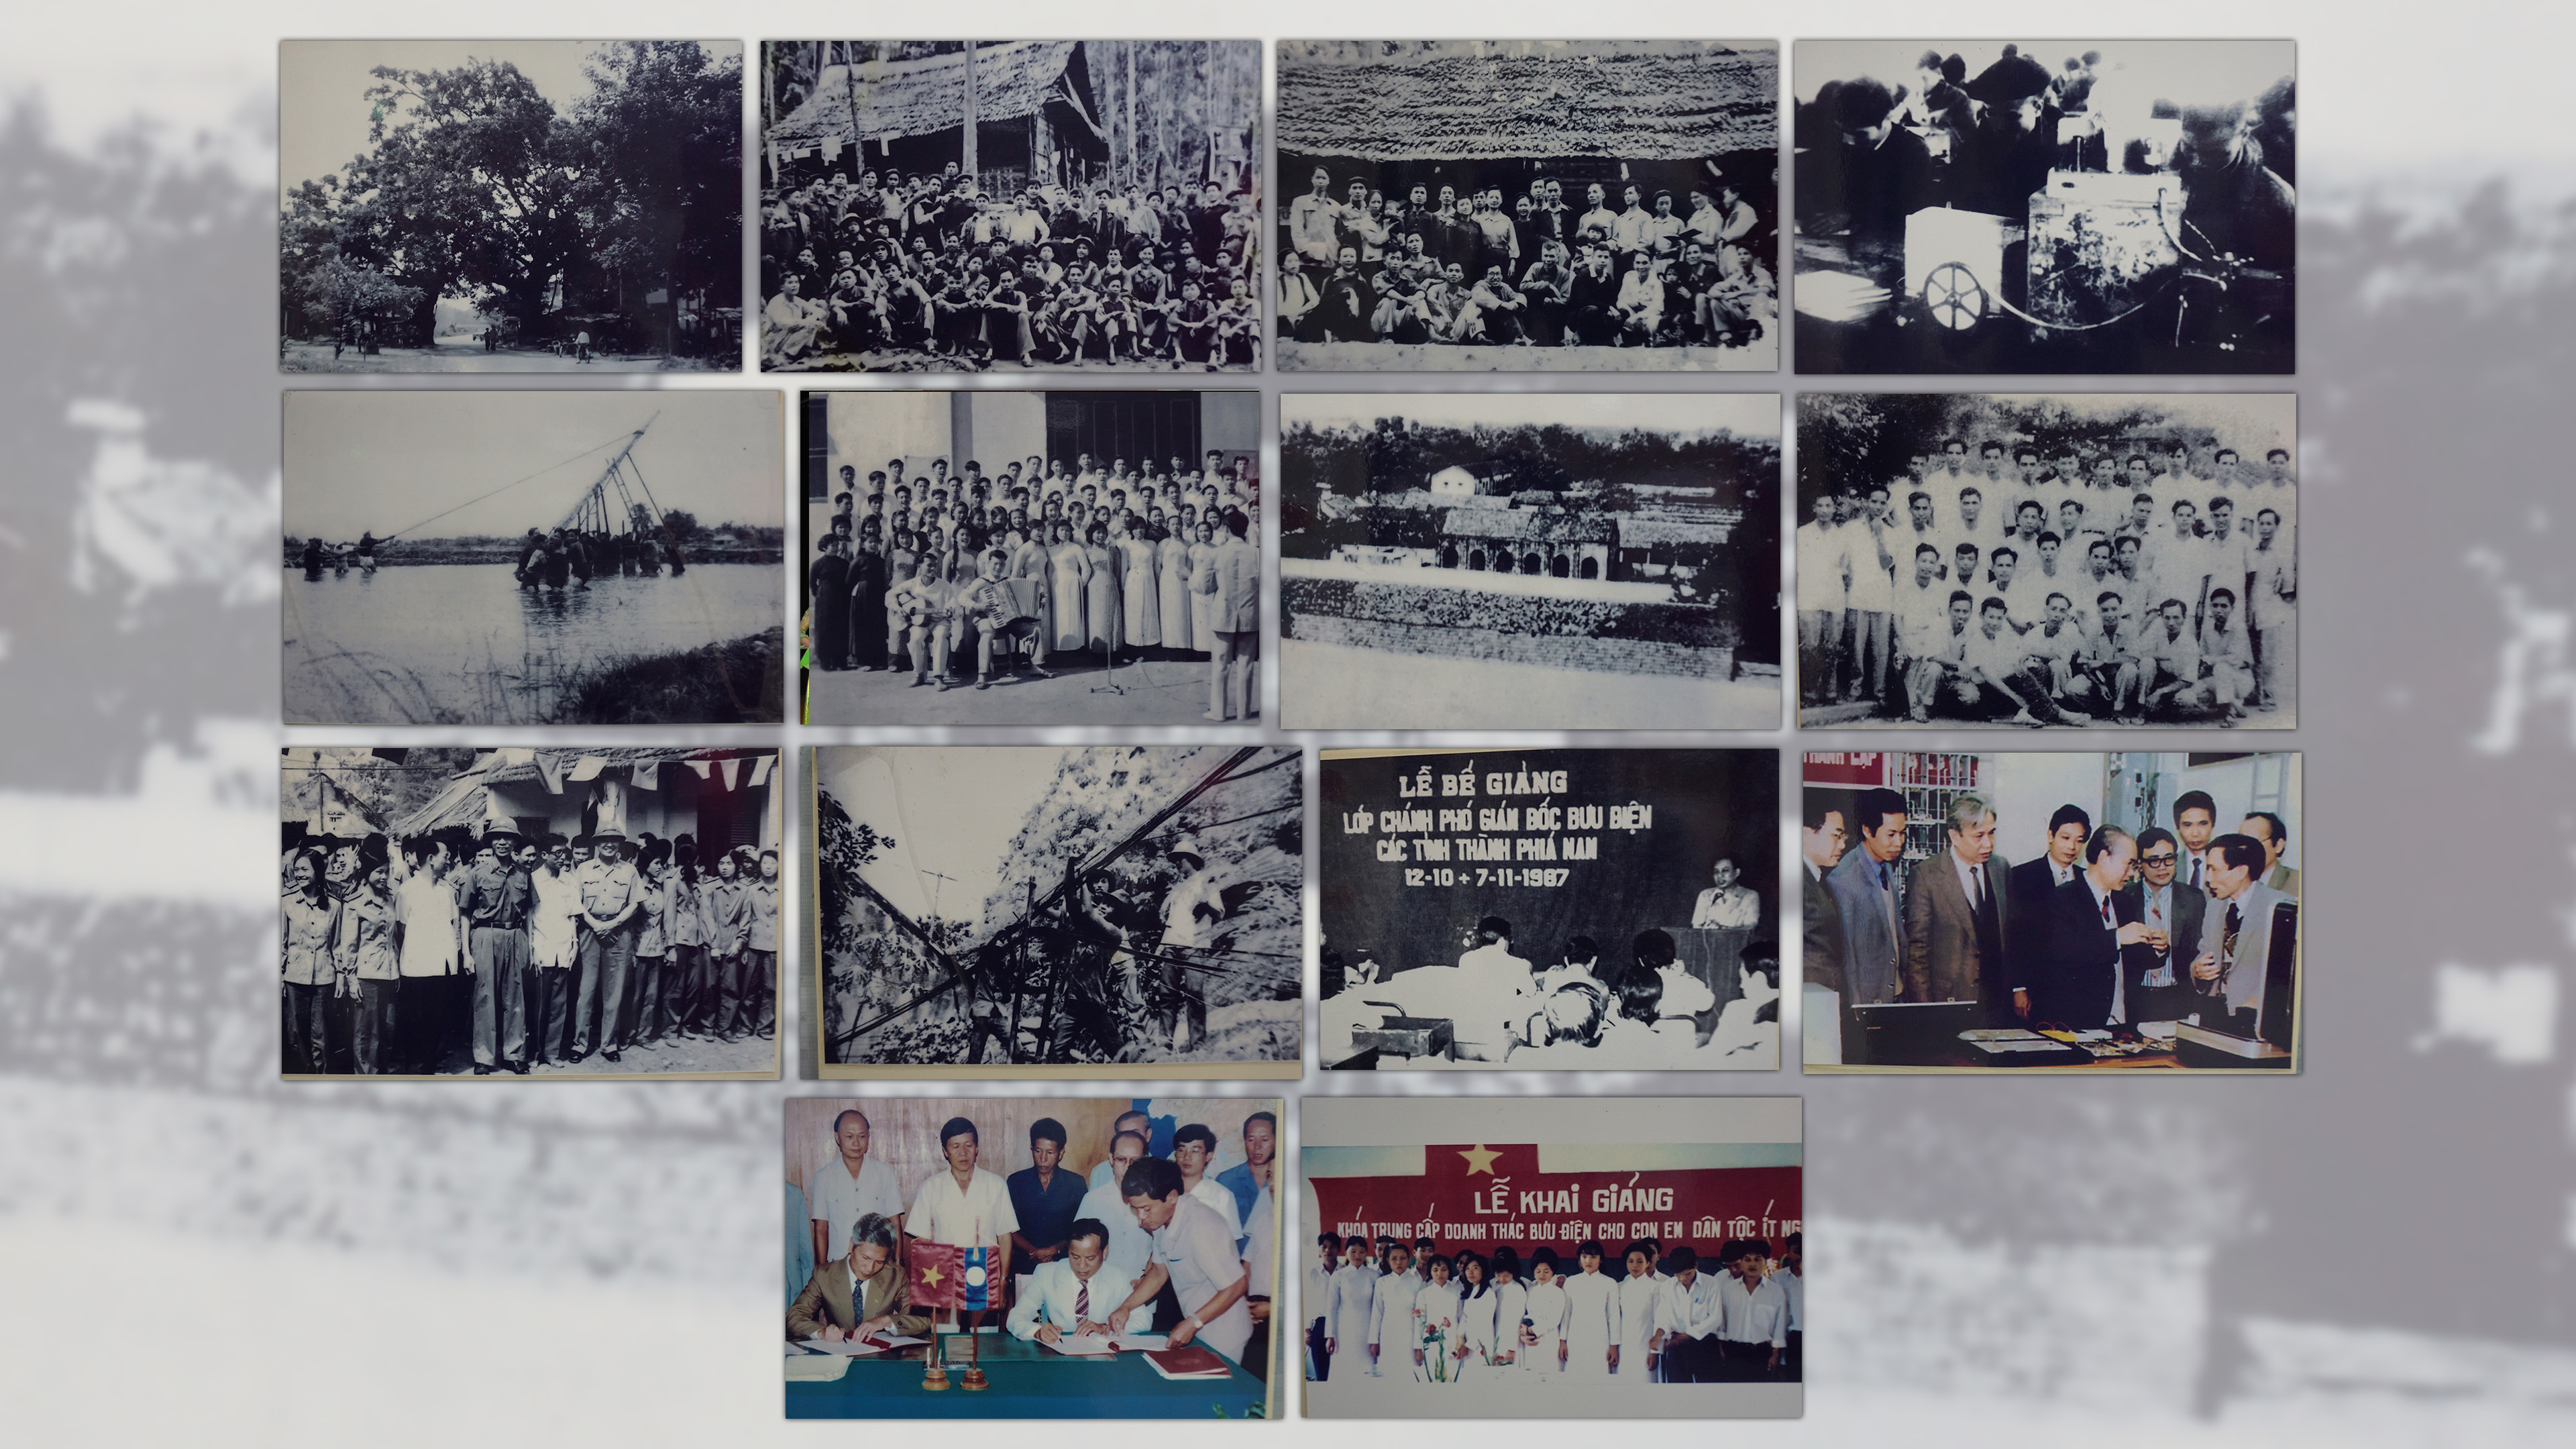 LỄ BẾ GIẢNG
LỚP CHÁNH PHÓ GIÁM ĐỐC BƯU ĐIỆN
CÁC TỈNH THÀNH PHÍA NAM
12-10 ÷ 7-11-1987
LỄ KHAI GIẢNG
KHÓA TRUNG CẤP DOANH THÁC BƯU ĐIỆN CHO CON EM DÂN TỘC ÍT